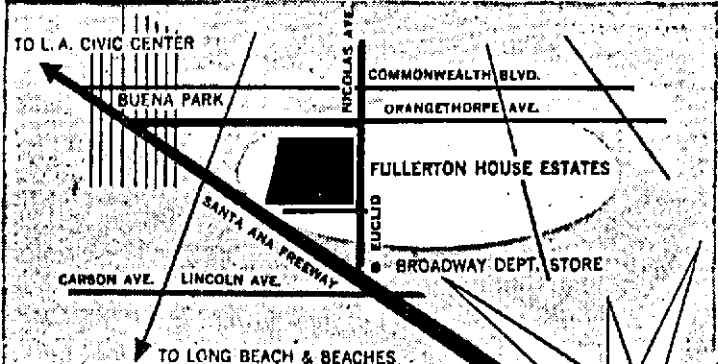 TO L. A. CIVIC CENTER
NICOLAS AVE.
COMMONWEALTH BLVD.
BUENA PARK
ORANGETHORPE AVE.
FULLERTON HOUSE ESTATES
SANTA ANA FREEWAY
EUCLID
BROADWAY DEPT. STORE
CARSON AVE. LINCOLN AVE.
TO LONG BEACH & BEACHES